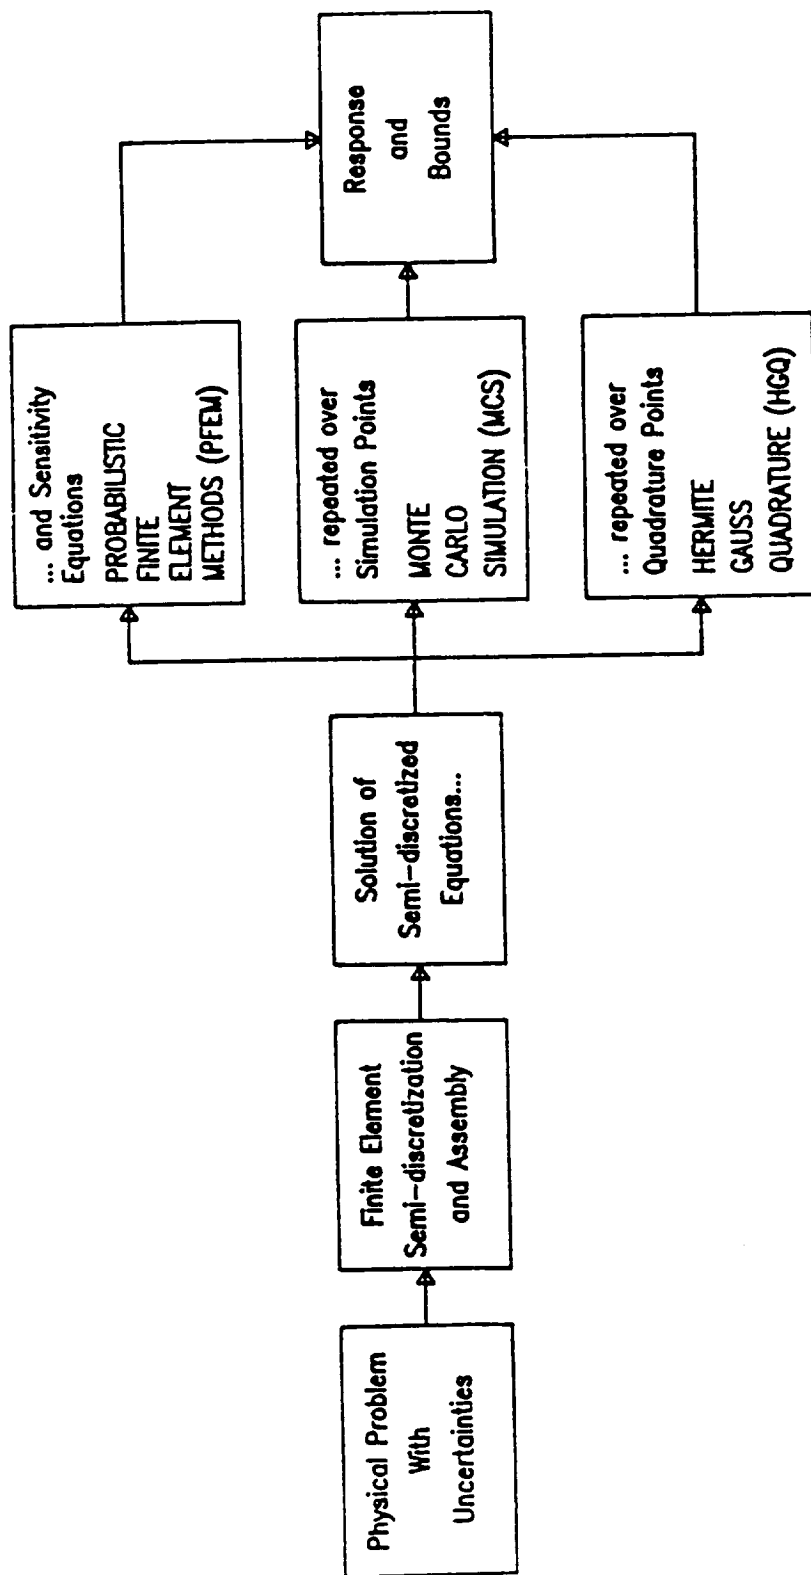 Physical Problem
With
Uncertainties
Finite Element
Semi-discretization
and Assembly
Solution of
Semi-discretized
Equations...
... and Sensitivity
Equations
PROBABILISTIC
FINITE
ELEMENT
METHODS (PFEM)
... repeated over
Simulation Points
MONTE
CARLO
SIMULATION (MCS)
... repeated over
Quadrature Points
HERMITE
GAUSS
QUADRATURE (HGQ)
Response
and
Bounds